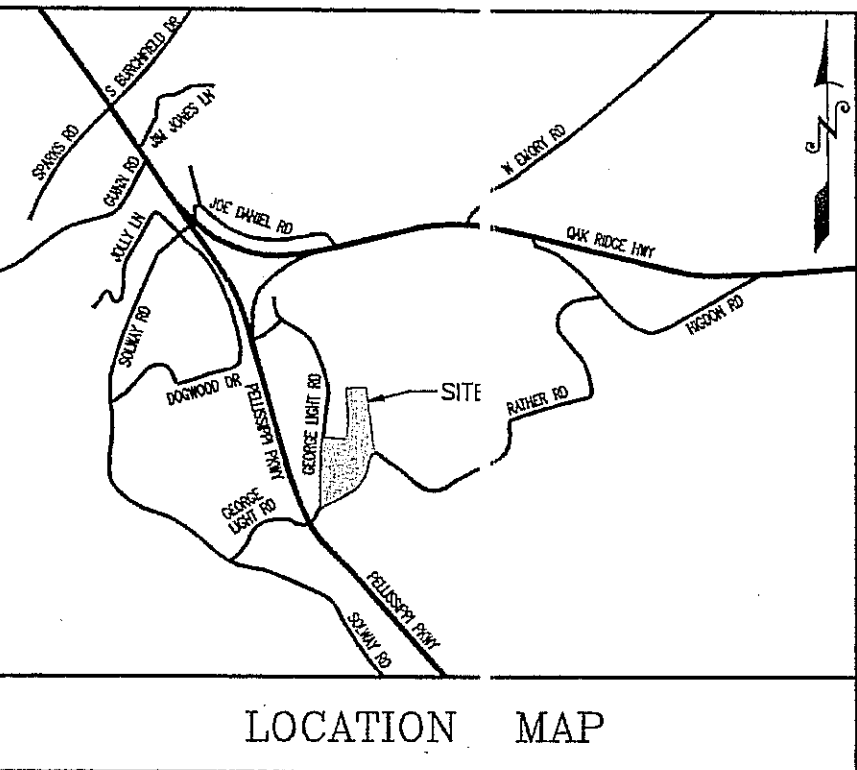 S BURCHFIELD DR
SPARKS RD
JIM JONES LN
GUINN RD
W EMORY RD
JOLLY LN
JOE DANIEL RD
OAK RIDGE HWY
N
SOLWAY RD
HIGDON RD
DOGWOOD DR
PELLISSIPPI PKWY
GEORGE LIGHT RD
SITE
RATHER RD
GEORGE
LIGHT RD
PELLISSIPPI PKWY
SOLWAY RD
LOCATION MAP